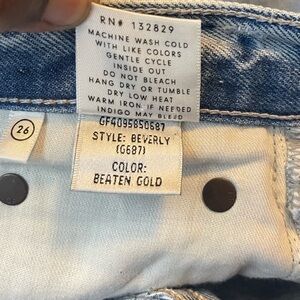 RN# 132829
MACHINE WASH COLD
WITH LIKE COLORS
GENTLE CYCLE
INSIDE OUT
DO NOT BLEACH
HANG DRY OR TUMBLE
DRY LOW HEAT
WARM IRON IF NEEDED
INDIGO MAY BLEED
GF4095850687
STYLE: BEVERLY
(G687)
COLOR:
BEATEN GOLD
26